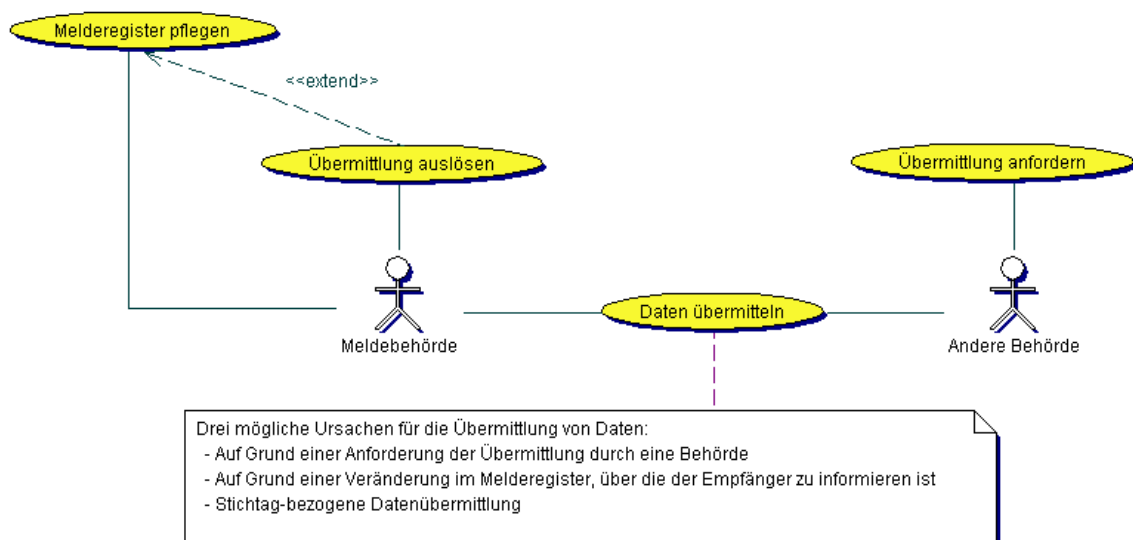 Melderegister pflegen
<<extend>>
Übermittlung auslösen
Übermittlung anfordern
Daten übermitteln
Meldebehörde
Andere Behörde
Drei mögliche Ursachen für die Übermittlung von Daten:
- Auf Grund einer Anforderung der Übermittlung durch eine Behörde
- Auf Grund einer Veränderung im Melderegister, über die der Empfänger zu informieren ist
- Stichtag-bezogene Datenübermittlung